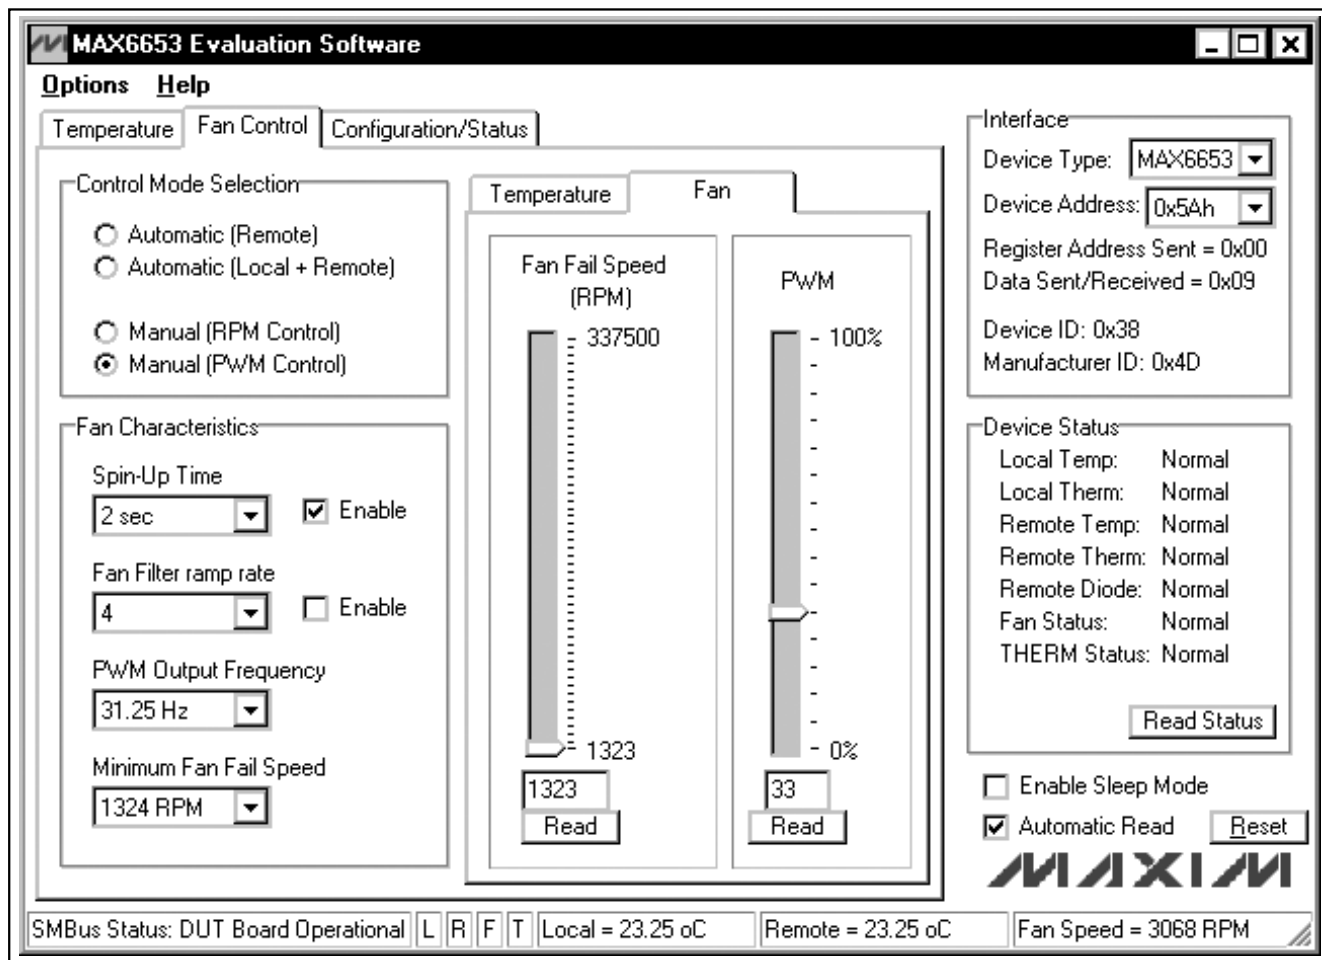 MAX6653 Evaluation Software
Options Help
Temperature Fan Control Configuration/Status
Control Mode Selection
Automatic (Remote)
Automatic (Local + Remote)
Manual (RPM Control)
Manual (PWM Control)
Fan Characteristics
Spin-Up Time
2 sec Enable
Fan Filter ramp rate
4 Enable
PWM Output Frequency
31.25 Hz
Minimum Fan Fail Speed
1324 RPM
Temperature Fan
Fan Fail Speed
(RPM)
337500
1323
1323
Read
PWM
100%
0%
33
Read
Interface
Device Type: MAX6653
Device Address: 0x5Ah
Register Address Sent = 0x00
Data Sent/Received = 0x09
Device ID: 0x38
Manufacturer ID: 0x4D
Device Status
Local Temp: Normal
Local Therm: Normal
Remote Temp: Normal
Remote Therm: Normal
Remote Diode: Normal
Fan Status: Normal
THERM Status: Normal
Read Status
Enable Sleep Mode
Automatic Read Reset
MAXIM
SMBus Status: DUT Board Operational L R F T Local = 23.25 oC Remote = 23.25 oC Fan Speed = 3068 RPM